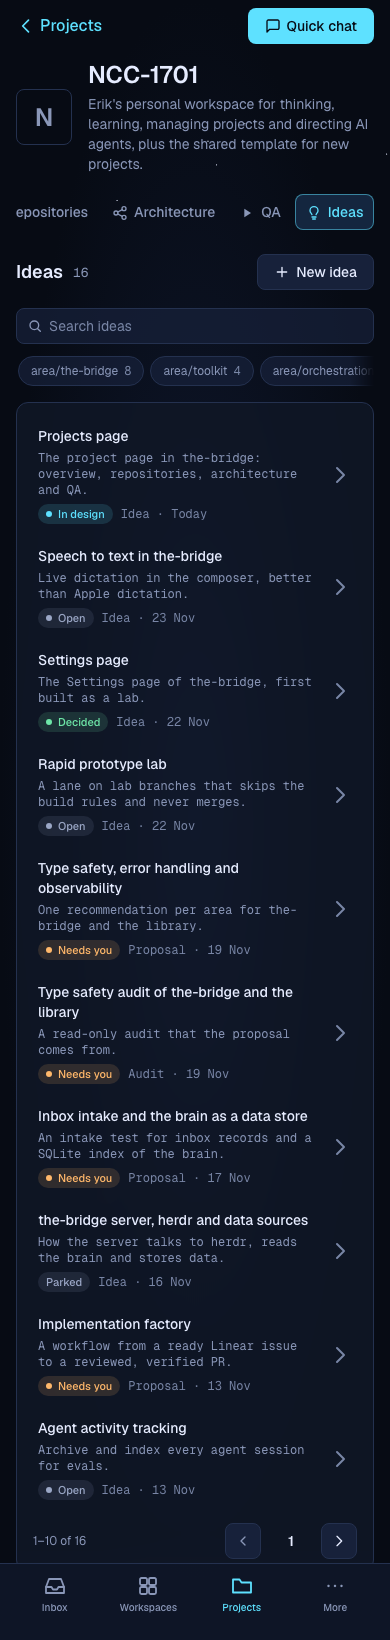 Projects
Quick chat
NCC-1701
N
Erik's personal workspace for thinking,
learning, managing projects and directing AI
agents, plus the shared template for new
projects.
epositories Architecture QA Ideas
Ideas 16
New idea
Search ideas
area/the-bridge 8 area/toolkit 4 area/orchestration
Projects page
The project page in the-bridge:
overview, repositories, architecture
and QA.
In design Idea · Today
Speech to text in the-bridge
Live dictation in the composer, better
than Apple dictation.
Open Idea · 23 Nov
Settings page
The Settings page of the-bridge, first
built as a lab.
Decided Idea · 22 Nov
Rapid prototype lab
A lane on lab branches that skips the
build rules and never merges.
Open Idea · 22 Nov
Type safety, error handling and
observability
One recommendation per area for the-
bridge and the library.
Needs you Proposal · 19 Nov
Type safety audit of the-bridge and the
library
A read-only audit that the proposal
comes from.
Needs you Audit · 19 Nov
Inbox intake and the brain as a data store
An intake test for inbox records and a
SQLite index of the brain.
Needs you Proposal · 17 Nov
the-bridge server, herdr and data sources
How the server talks to herdr, reads
the brain and stores data.
Parked Idea · 16 Nov
Implementation factory
A workflow from a ready Linear issue
to a reviewed, verified PR.
Needs you Proposal · 13 Nov
Agent activity tracking
Archive and index every agent session
for evals.
Open Idea · 13 Nov
1–10 of 16
1
Inbox Workspaces Projects More